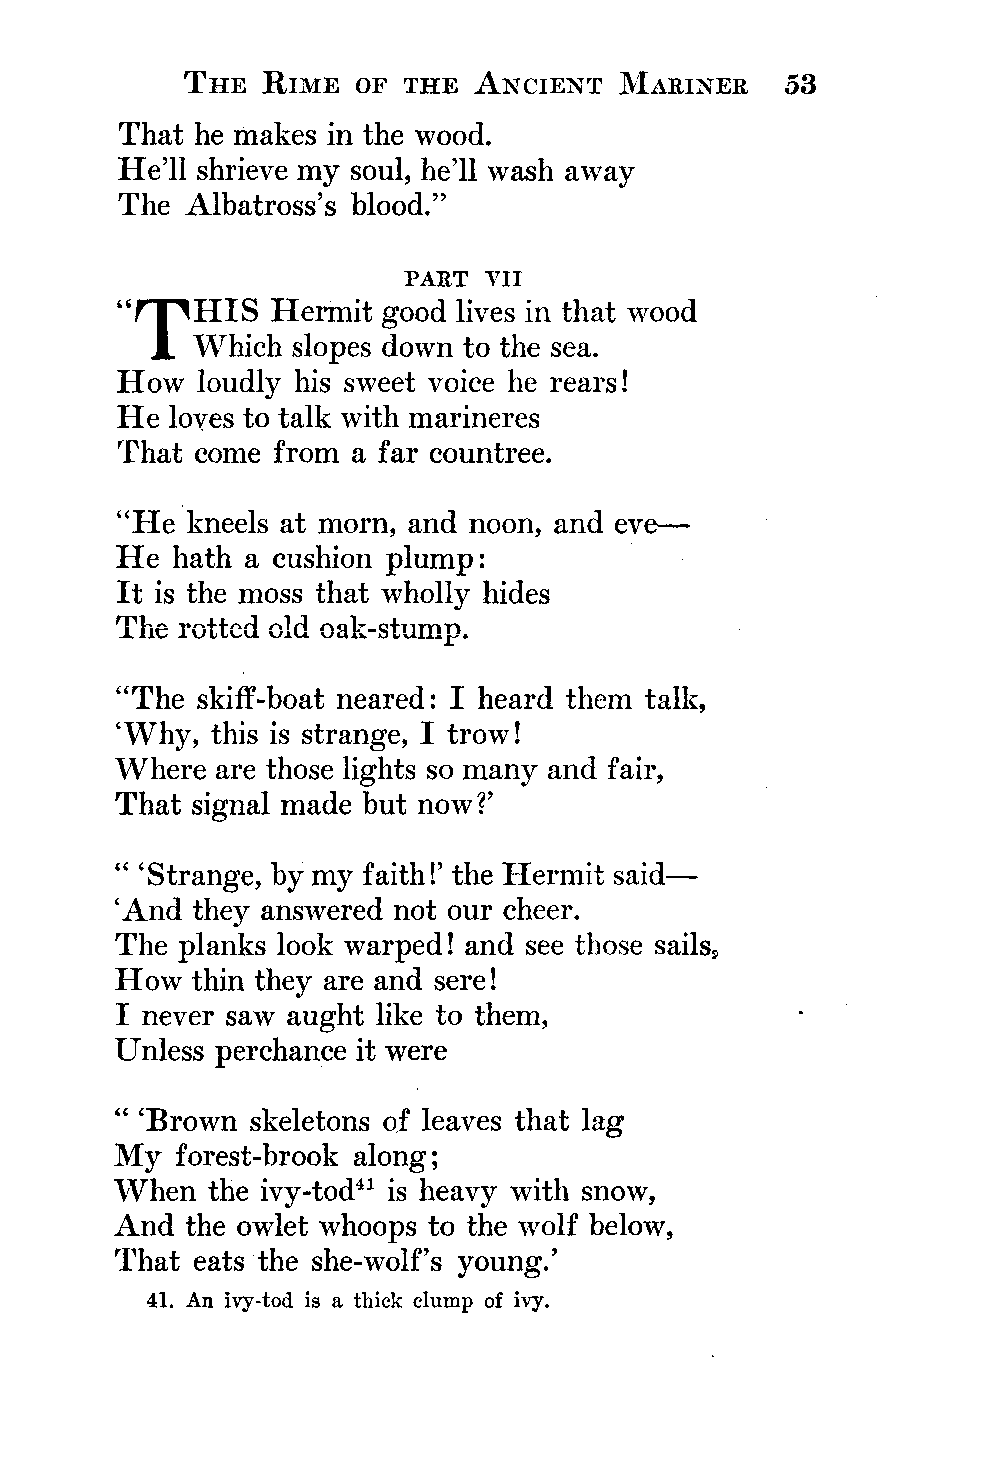 THE RIME OF THE ANCIENT MARINER 53
That he makes in the wood.
He'll shrieve my soul, he'll wash away
The Albatross's blood."
PART VII
"THIS Hermit good lives in that wood
Which slopes down to the sea.
How loudly his sweet voice he rears!
He loves to talk with marineres
That come from a far countree.
"He kneels at morn, and noon, and eve—
He hath a cushion plump:
It is the moss that wholly hides
The rotted old oak-stump.
"The skiff-boat neared: I heard them talk,
'Why, this is strange, I trow!
Where are those lights so many and fair,
That signal made but now?'
" 'Strange, by my faith!' the Hermit said—
'And they answered not our cheer.
The planks look warped! and see those sails,
How thin they are and sere!
I never saw aught like to them,
Unless perchance it were
" 'Brown skeletons of leaves that lag
My forest-brook along;
When the ivy-tod41 is heavy with snow,
And the owlet whoops to the wolf below,
That eats the she-wolf's young.'
41. An ivy-tod is a thick clump of ivy.